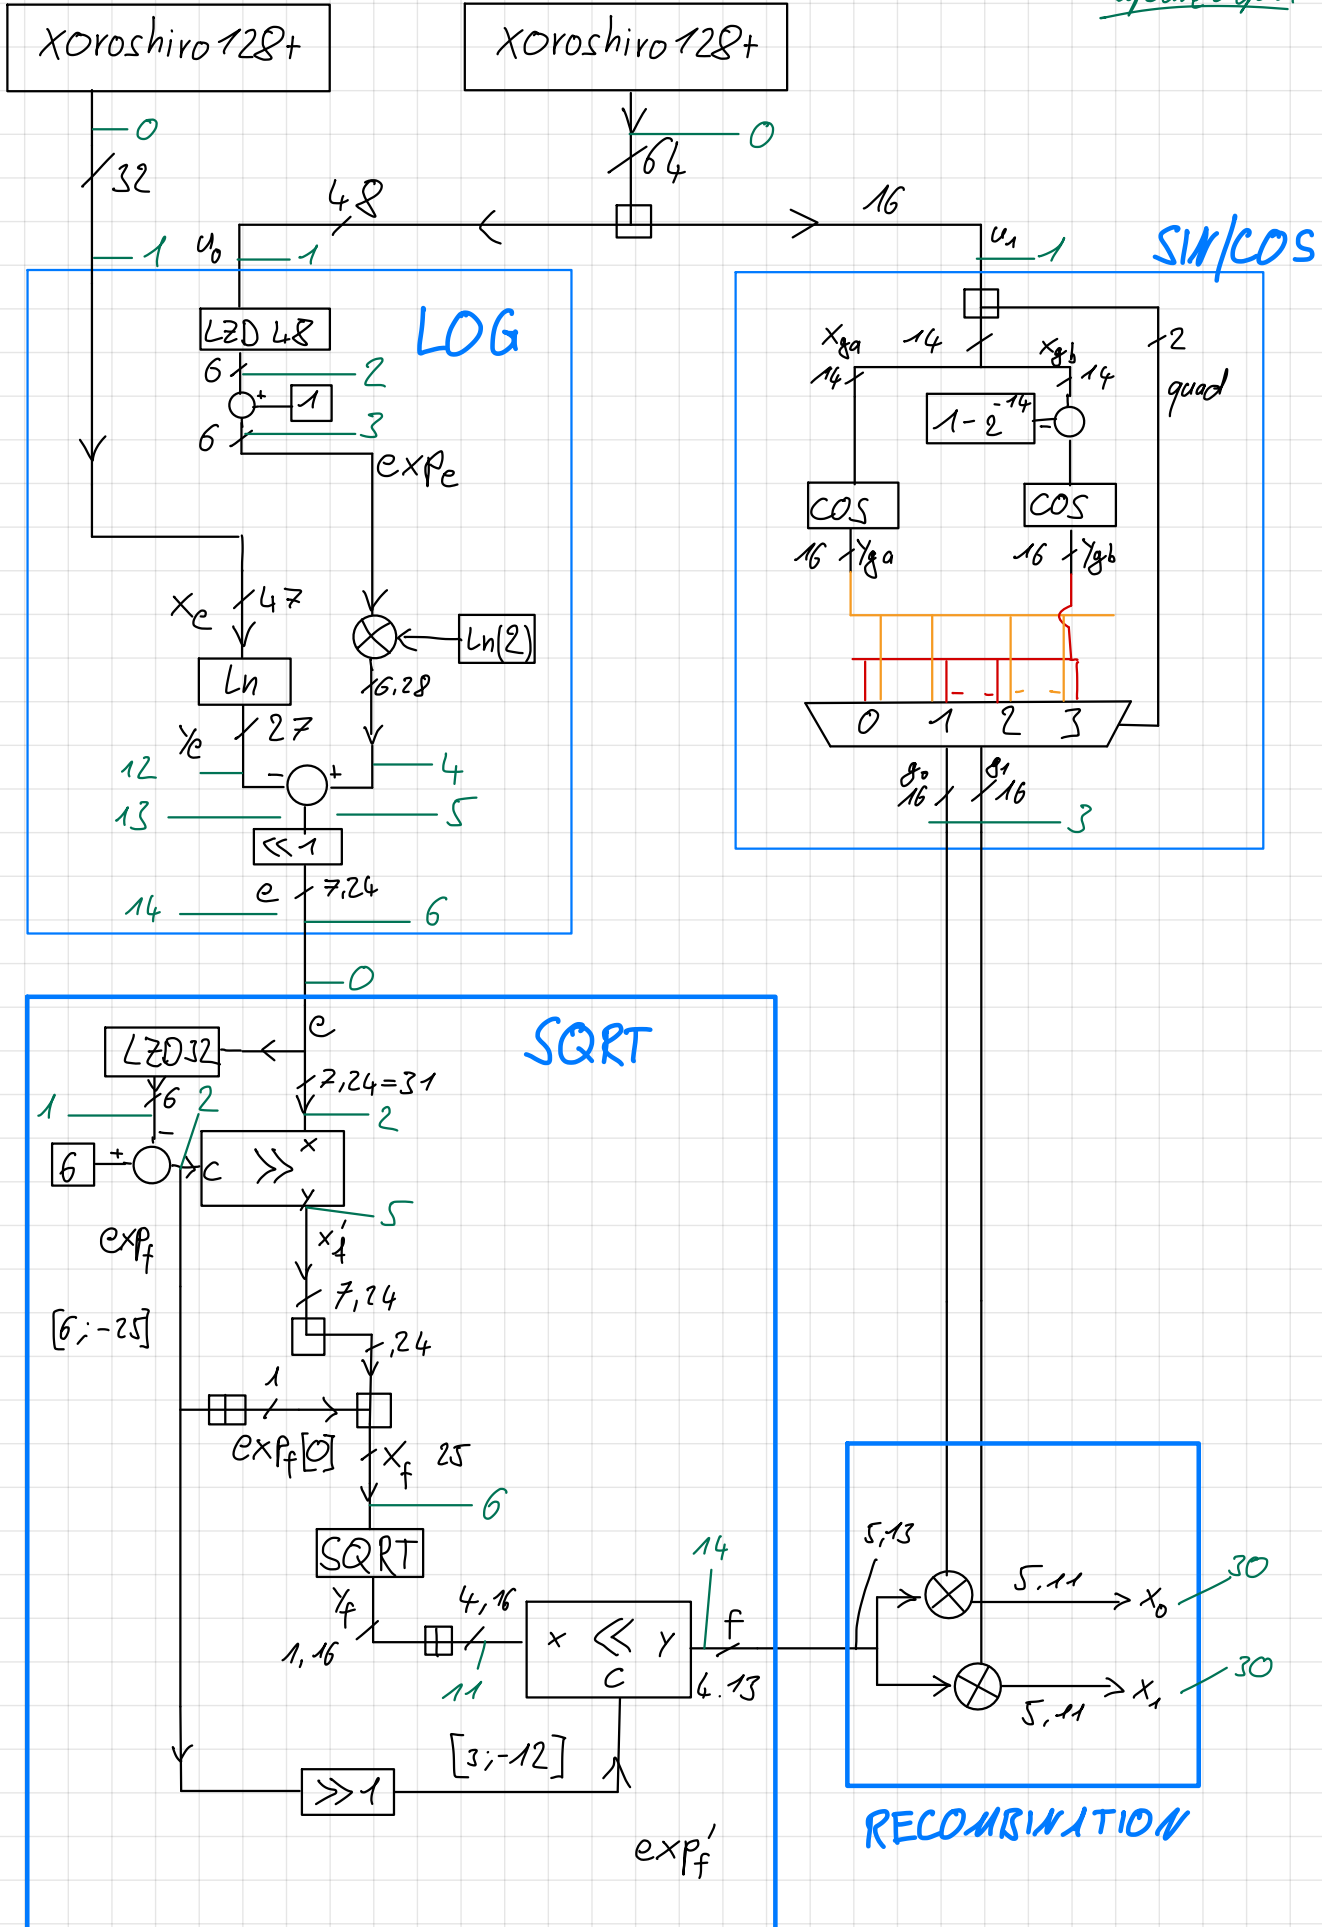 xoroshiro128+
xoroshiro128+
0
0
32
64
48
16
SIN/COS
1
u0
1
u1
1
LOG
LZD 48
6
2
+
1
6
3
expe
xga
14
xgb
2
14
14
quad
1-2^-14
-
COS
COS
16
yga
16
ygb
xe
47
Ln(2)
Ln
6,28
ye
27
0
1
2
3
12
-
+
4
g0
g1
16
16
13
5
3
<<1
e
7,24
14
6
0
e
SQRT
LZD32
7,24=31
1
6
2
2
-
6
+
c
>>
x
y
5
expf
x'f
7,24
[6;-25]
,24
1
expf[0]
xf
25
6
SQRT
5,13
14
yf
4,16
5,11
x0
30
1,16
x
<<
y
f
c
4.13
11
x1
30
5,11
[3;-12]
>>1
RECOMBINATION
exp'f